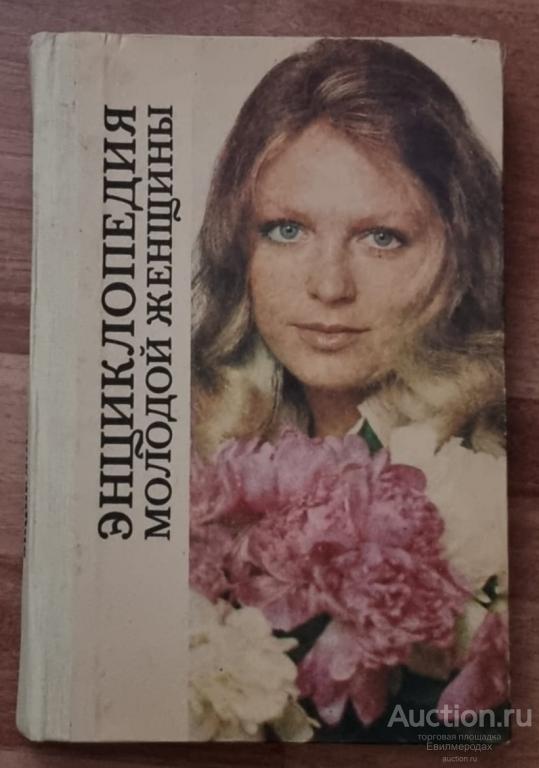 ЭНЦИКЛОПЕДИЯ
МОЛОДОЙ ЖЕНЩИНЫ
Auction.ru
торговая площадка
Евилмеродах
auction.ru